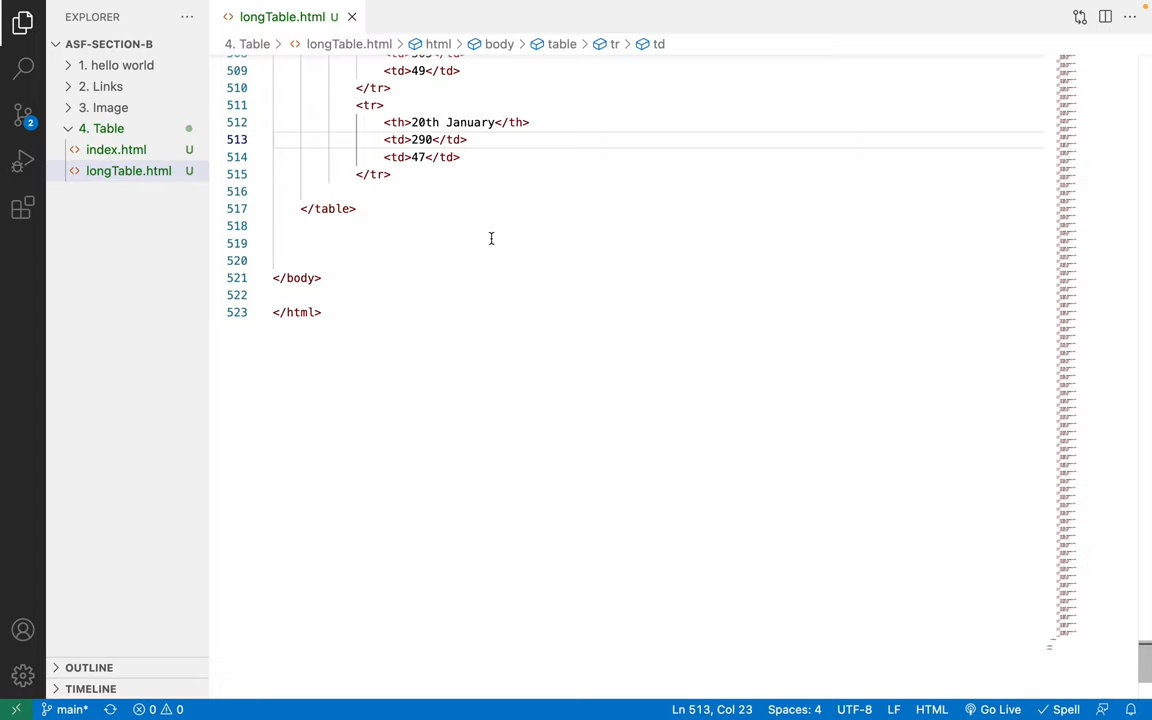 EXPLORER
longTable.html U
ASF-SECTION-B
4. Table > longTable.html > html > body > table > tr > td
1. hello world
2. Links
3. Image
4. Table
index.html U
longTable.html U
509 <td>49</td>
510 </tr>
511 <tr>
512 <th>20th January</th>
513 <td>290</td>
514 <td>47</td>
515 </tr>
516
517 </table>
518
519
520
521 </body>
522
523 </html>
2
OUTLINE
TIMELINE
main* 0 0 Ln 513, Col 23 Spaces: 4 UTF-8 LF HTML Go Live Spell